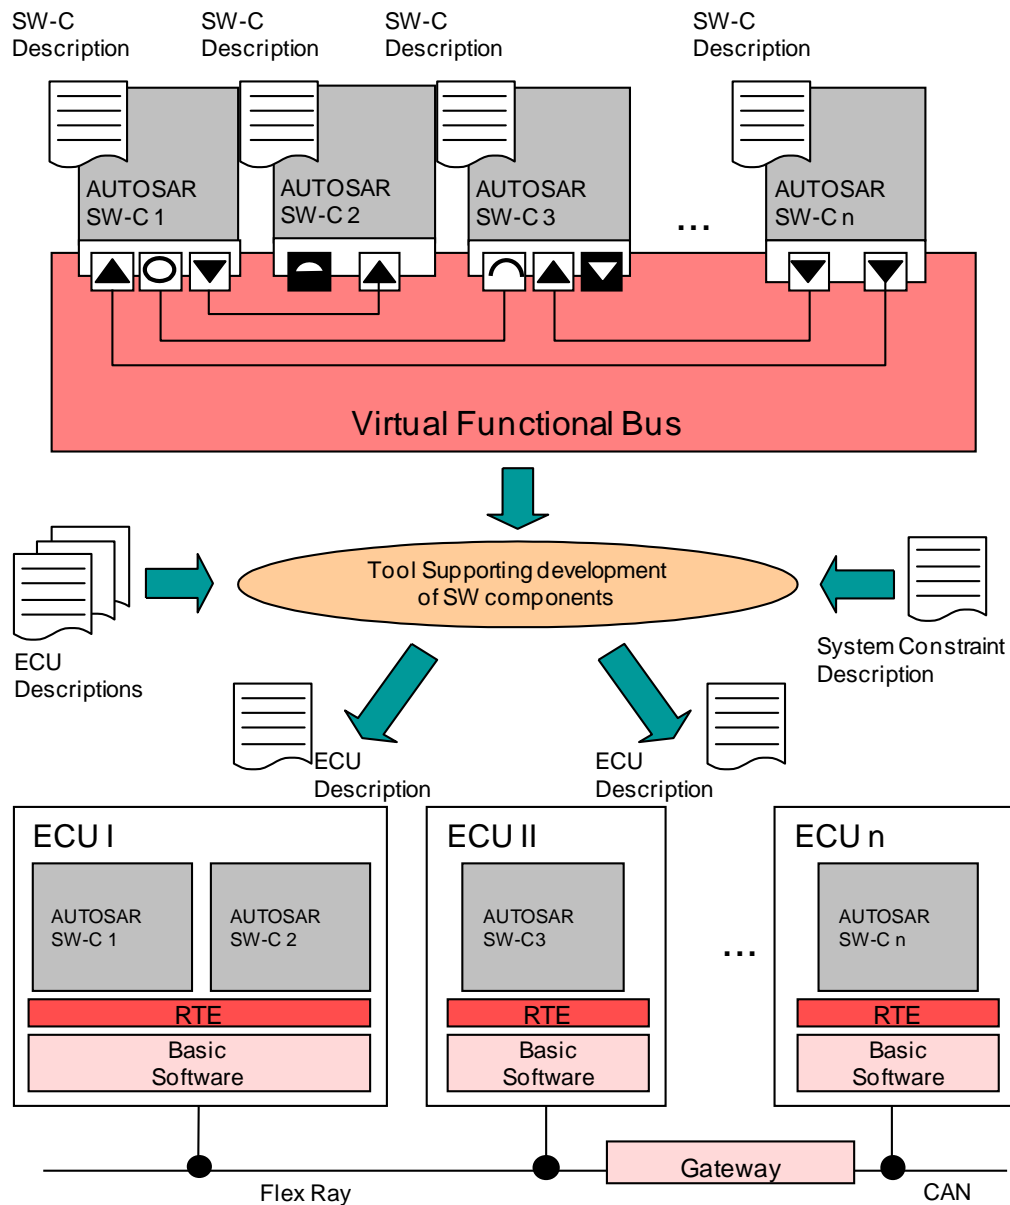 SW-C
Description
SW-C
Description
SW-C
Description
SW-C
Description
AUTOSAR
SW-C 1
AUTOSAR
SW-C 2
AUTOSAR
SW-C 3
...
AUTOSAR
SW-C n
Virtual Functional Bus
Tool Supporting development
of SW components
ECU
Descriptions
System Constraint
Description
ECU
Description
ECU
Description
ECU I
ECU II
ECU n
AUTOSAR
SW-C 1
AUTOSAR
SW-C 2
AUTOSAR
SW-C3
...
AUTOSAR
SW-C n
RTE
RTE
RTE
Basic
Software
Basic
Software
Basic
Software
Gateway
Flex Ray
CAN